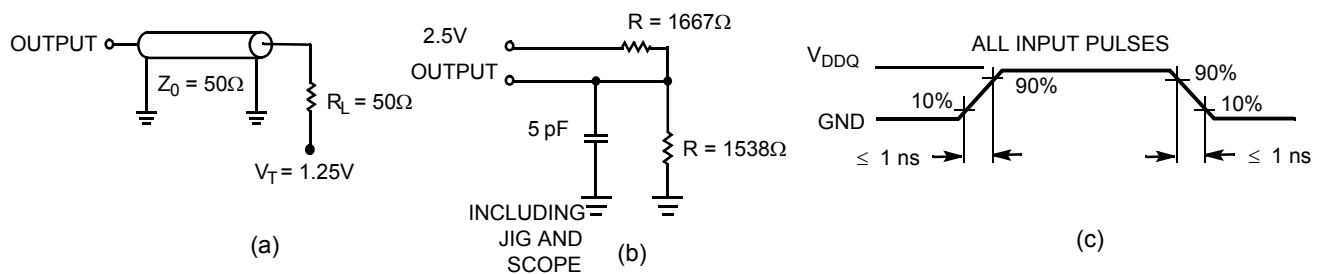 OUTPUT
Z0 = 50Ω
RL = 50Ω
VT = 1.25V
(a)
R = 1667Ω
2.5V
OUTPUT
5 pF
R = 1538Ω
INCLUDING
JIG AND
SCOPE
(b)
ALL INPUT PULSES
VDDQ
90%
90%
10%
10%
GND
≤ 1 ns
≤ 1 ns
(c)